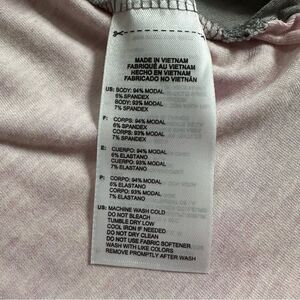 MADE IN VIETNAM
FABRIQUÉ AU VIETNAM
HECHO EN VIETNAM
FABRICADO NO VIETNÃN
US: BODY: 94% MODAL
6% SPANDEX
BODY: 93% MODAL
7% SPANDEX
F: CORPS: 94% MODAL
6% SPANDEX
CORPS: 93% MODAL
7% SPANDEX
E: CUERPO: 94% MODAL
6% ELASTANO
CUERPO: 93% MODAL
7% ELASTANO
P: CORPO: 94% MODAL
6% ELASTANO
CORPO: 93% MODAL
7% ELASTANO
US: MACHINE WASH COLD
DO NOT BLEACH
TUMBLE DRY LOW
COOL IRON IF NEEDED
DO NOT DRY CLEAN
DO NOT USE FABRIC SOFTENER
WASH WITH LIKE COLORS
REMOVE PROMPTLY AFTER WASH